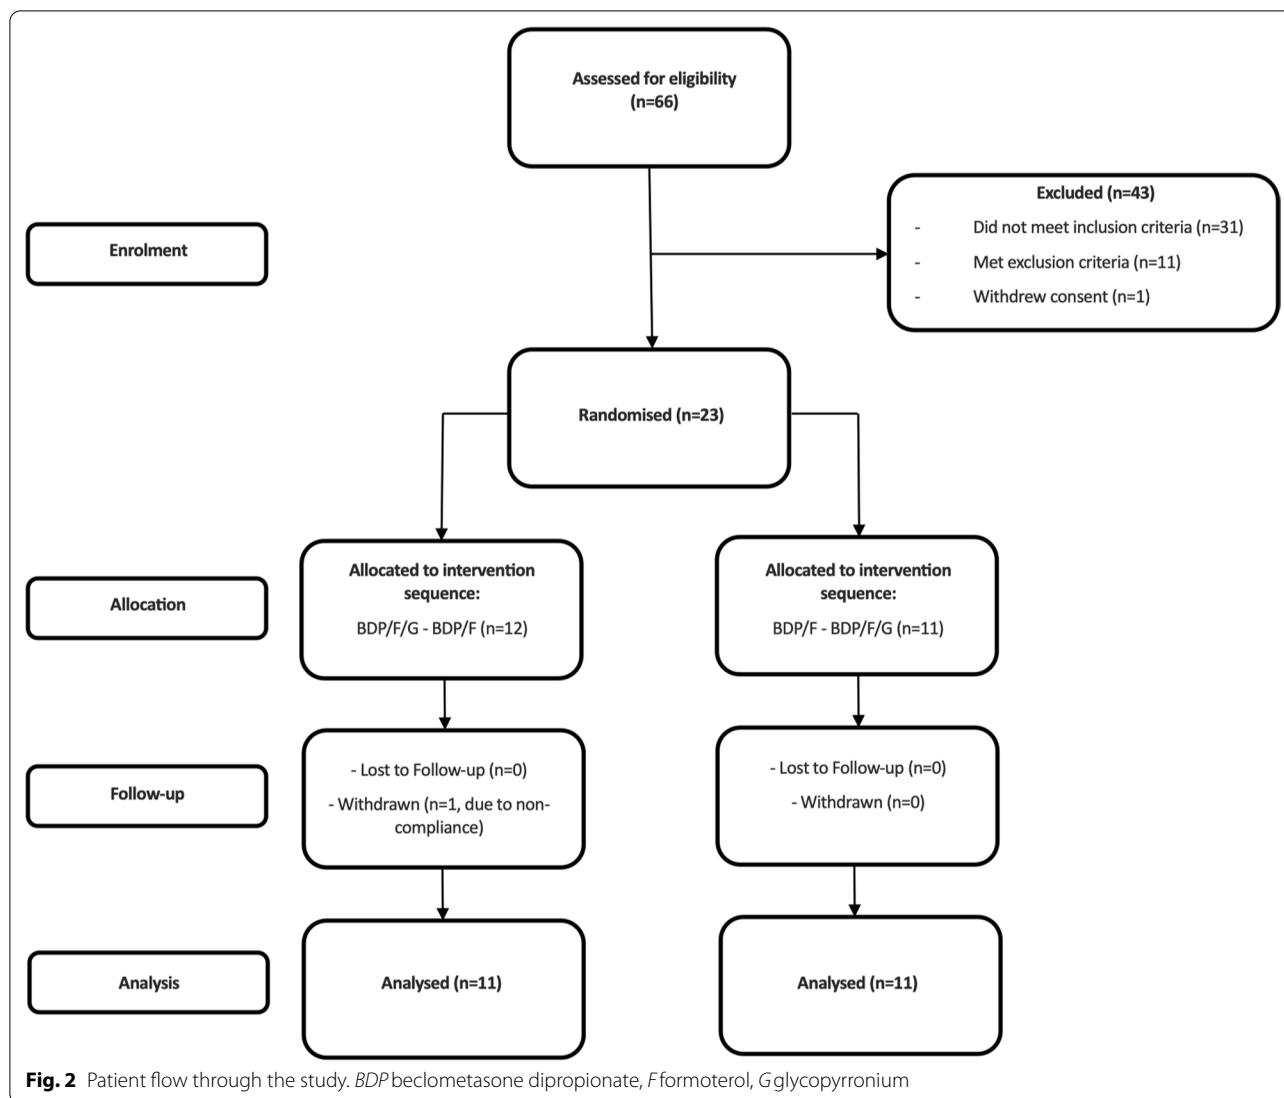 Assessed for eligibility
(n=66)
Excluded (n=43)
- Did not meet inclusion criteria (n=31)
- Met exclusion criteria (n=11)
- Withdrew consent (n=1)
Enrolment
Randomised (n=23)
Allocation
Allocated to intervention
sequence:
BDP/F/G - BDP/F (n=12)
Allocated to intervention
sequence:
BDP/F - BDP/F/G (n=11)
Follow-up
- Lost to Follow-up (n=0)
- Withdrawn (n=1, due to non-
compliance)
- Lost to Follow-up (n=0)
- Withdrawn (n=0)
Analysis
Analysed (n=11)
Analysed (n=11)
Fig. 2 Patient flow through the study. BDP beclometasone dipropionate, F formoterol, G glycopyrronium